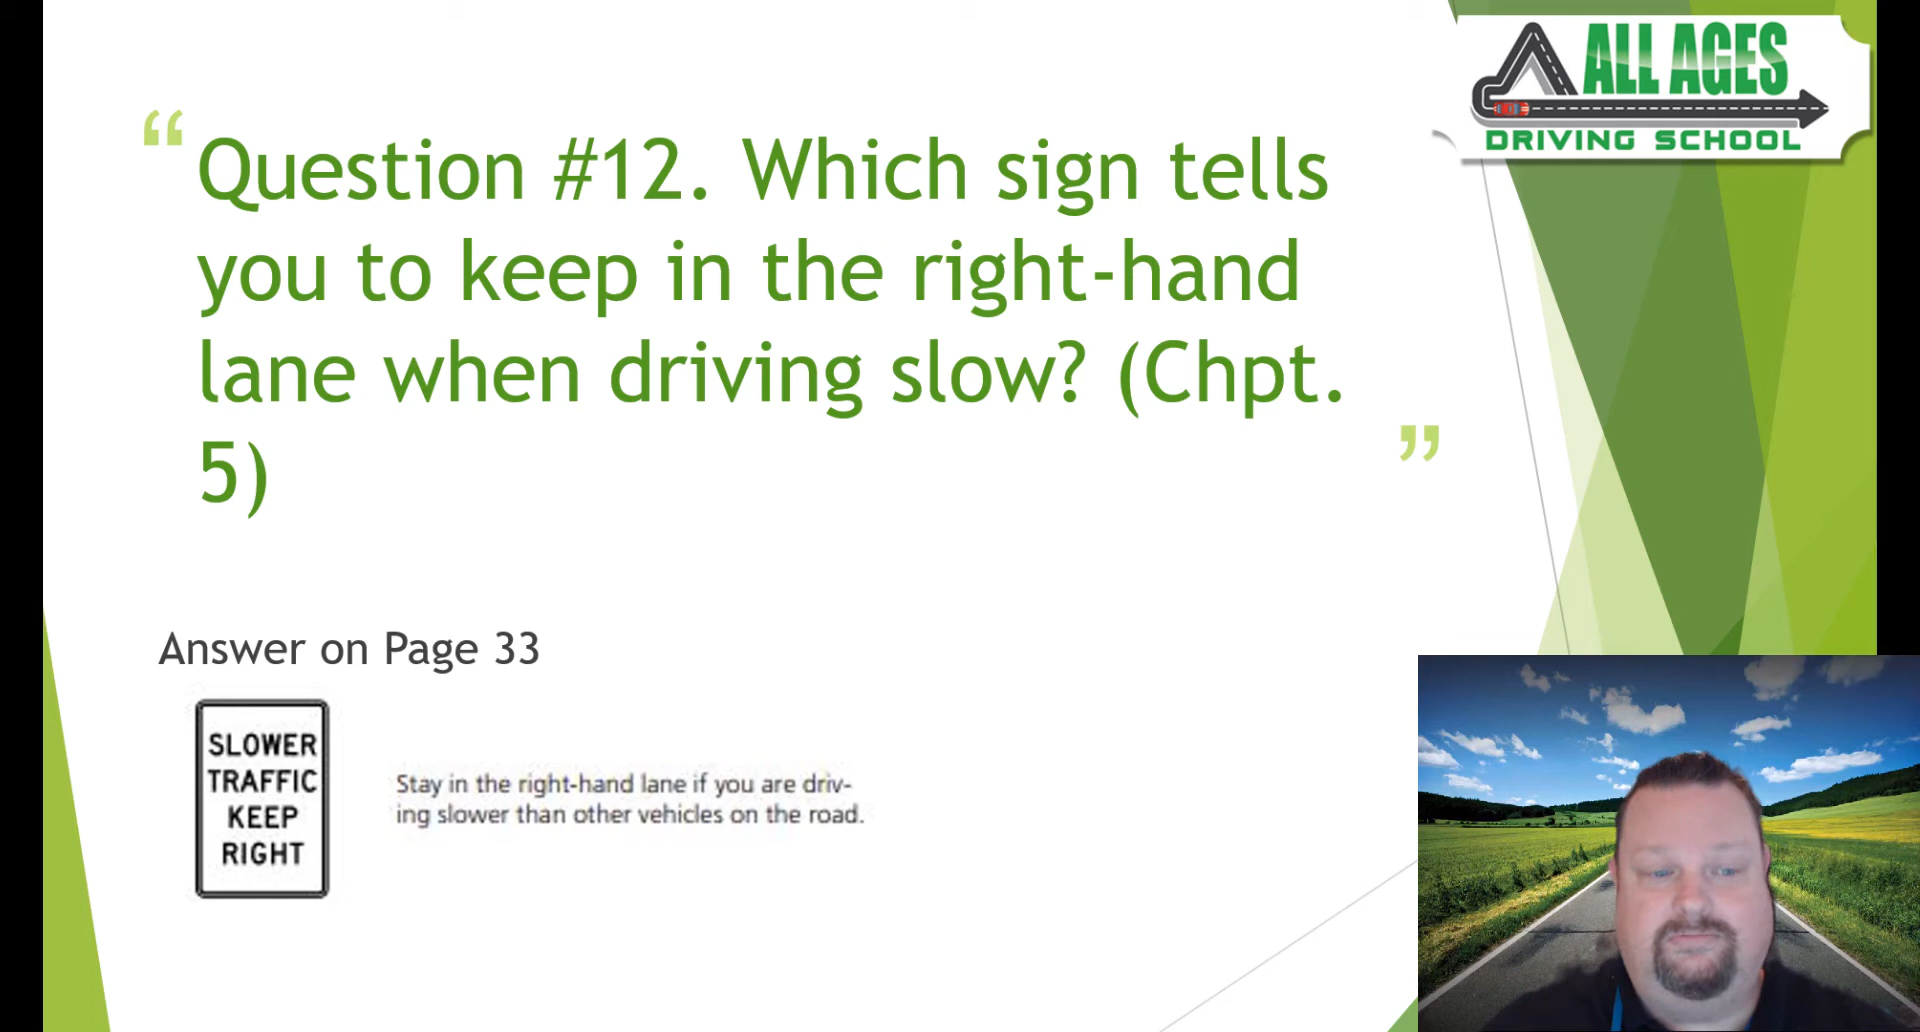 ALL AGES
DRIVING SCHOOL
“Question #12. Which sign tells
you to keep in the right-hand
lane when driving slow? (Chpt.
5)”
Answer on Page 33
SLOWER
TRAFFIC
KEEP
RIGHT
Stay in the right-hand lane if you are driv-
ing slower than other vehicles on the road.